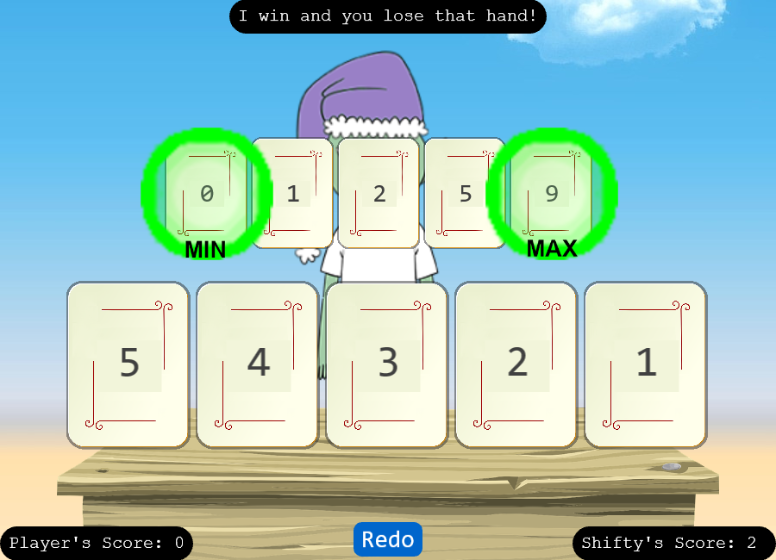 I win and you lose that hand!
0 1 2 5 9
MIN MAX
5 4 3 2 1
Player's Score: 0 Redo Shifty's Score: 2